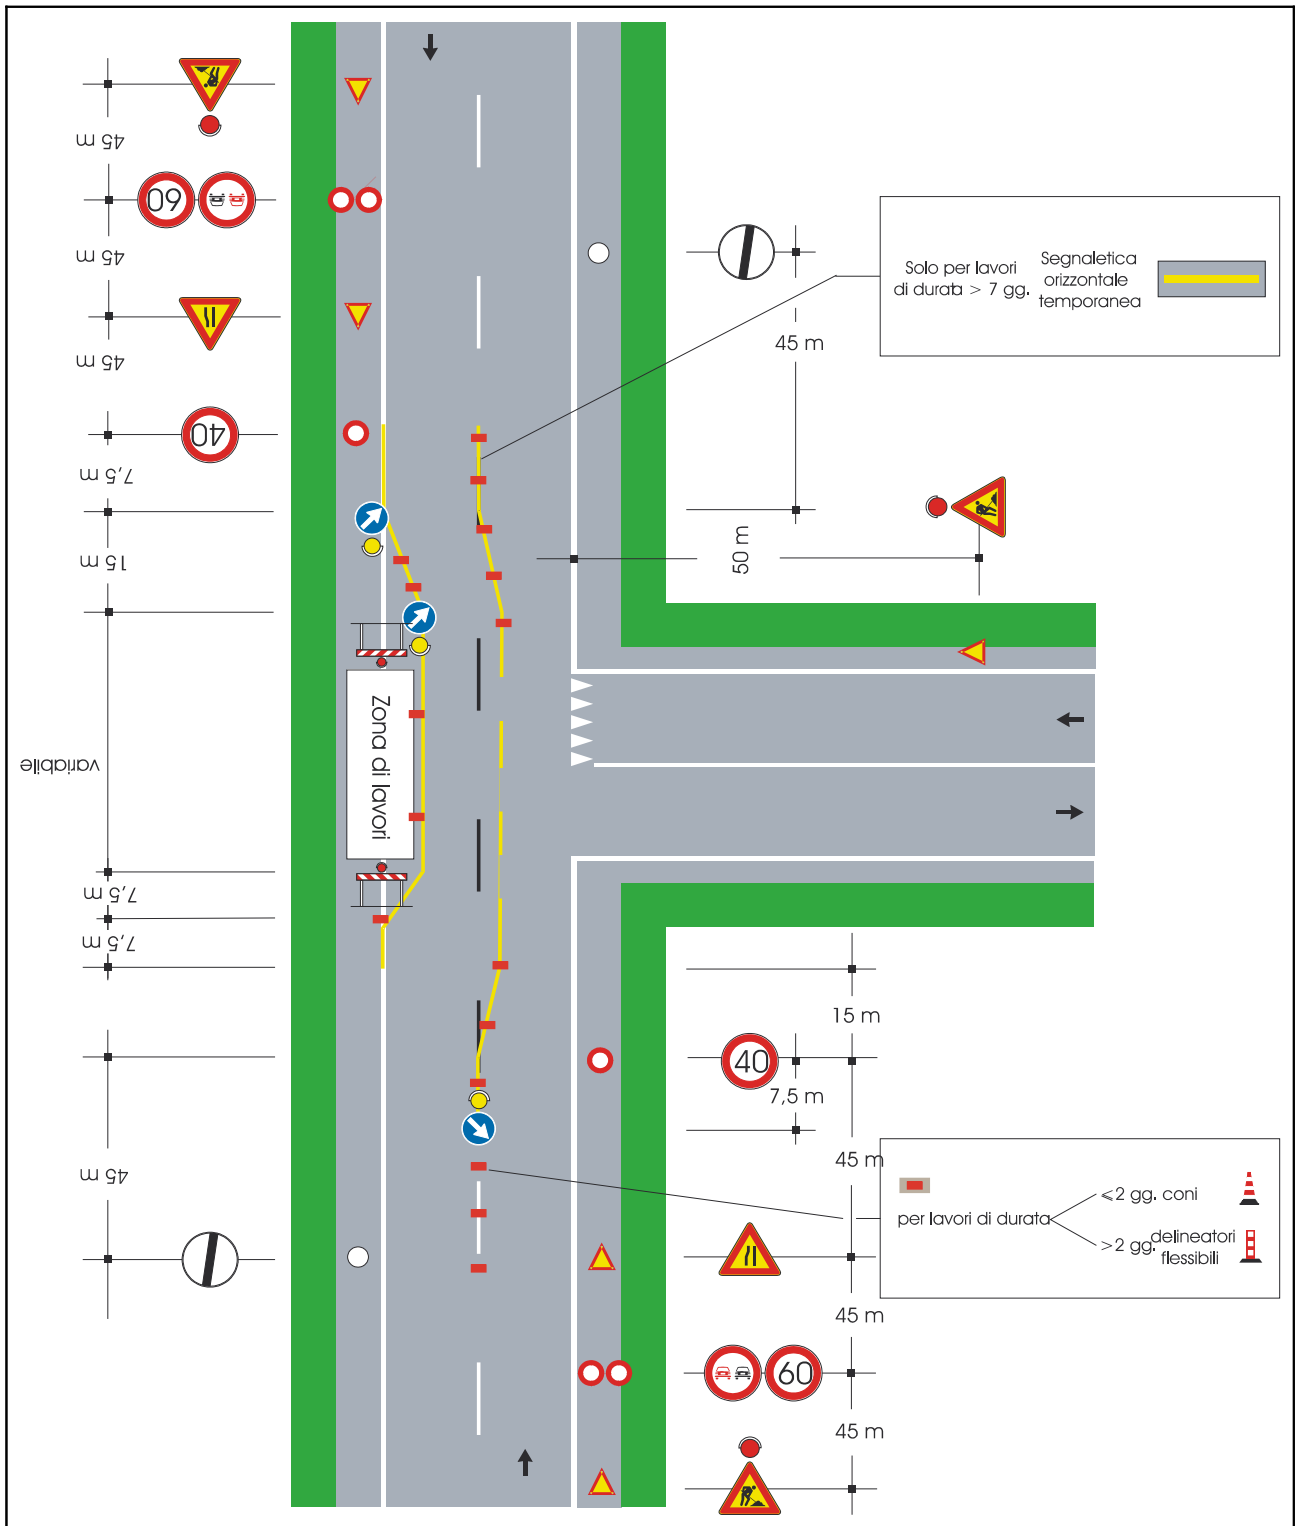 45 m
60
45 m
45 m
40
7,5 m
15 m
variabile
7,5 m
7,5 m
45 m
Zona di lavori
Solo per lavori
di durata > 7 gg.
Segnaletica
orizzontale
temporanea
45 m
50 m
15 m
40
7,5 m
45 m
per lavori di durata
⩽2 gg. coni
>2 gg. delineatori
flessibili
45 m
60
45 m